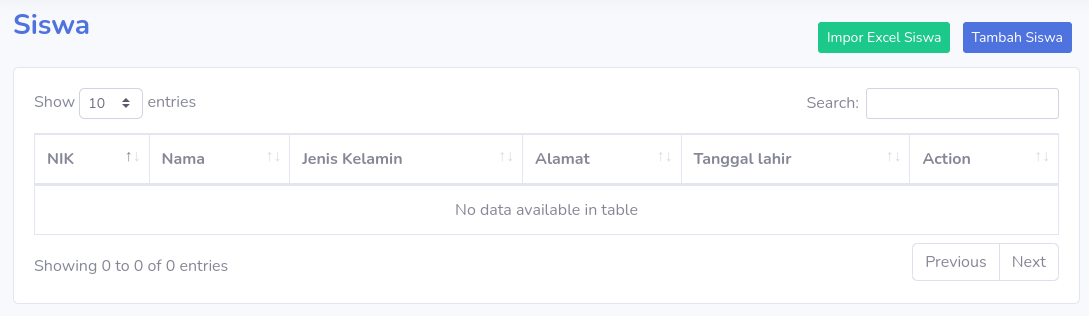 Siswa
Impor Excel Siswa Tambah Siswa
Show 10 entries Search:
NIK Nama Jenis Kelamin Alamat Tanggal lahir Action
No data available in table
Showing 0 to 0 of 0 entries Previous Next